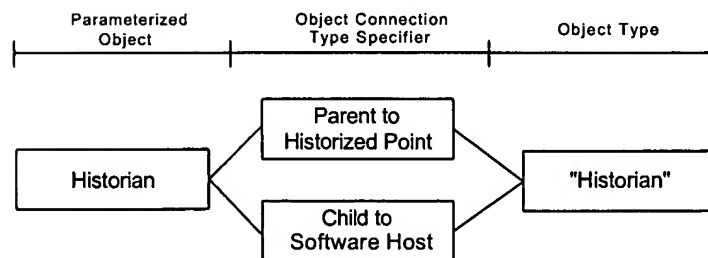 Parameterized
Object
Object Connection
Type Specifier
Object Type
Parent to
Historized Point
Historian
"Historian"
Child to
Software Host